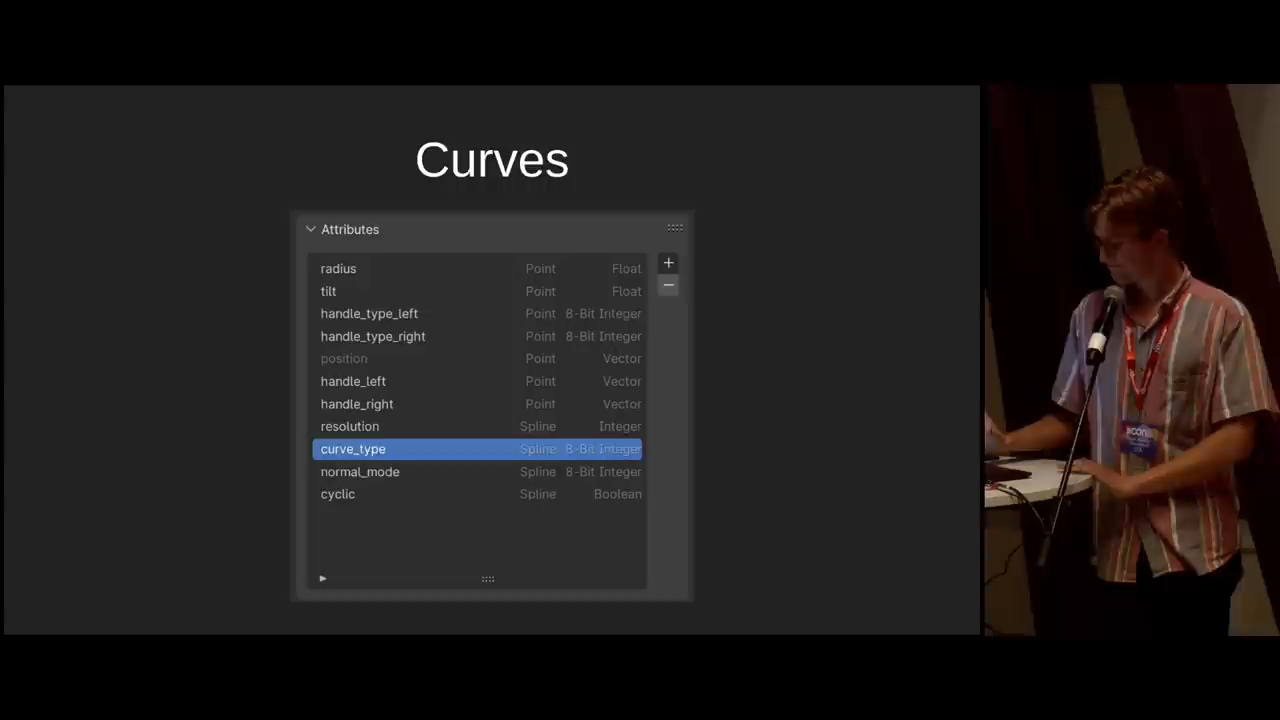 Curves
Attributes
radius Point Float
tilt Point Float
handle_type_left Point 8-Bit Integer
handle_type_right Point 8-Bit Integer
position Point Vector
handle_left Point Vector
handle_right Point Vector
resolution Spline Integer
curve_type Spline 8-Bit Integer
normal_mode Spline 8-Bit Integer
cyclic Spline Boolean